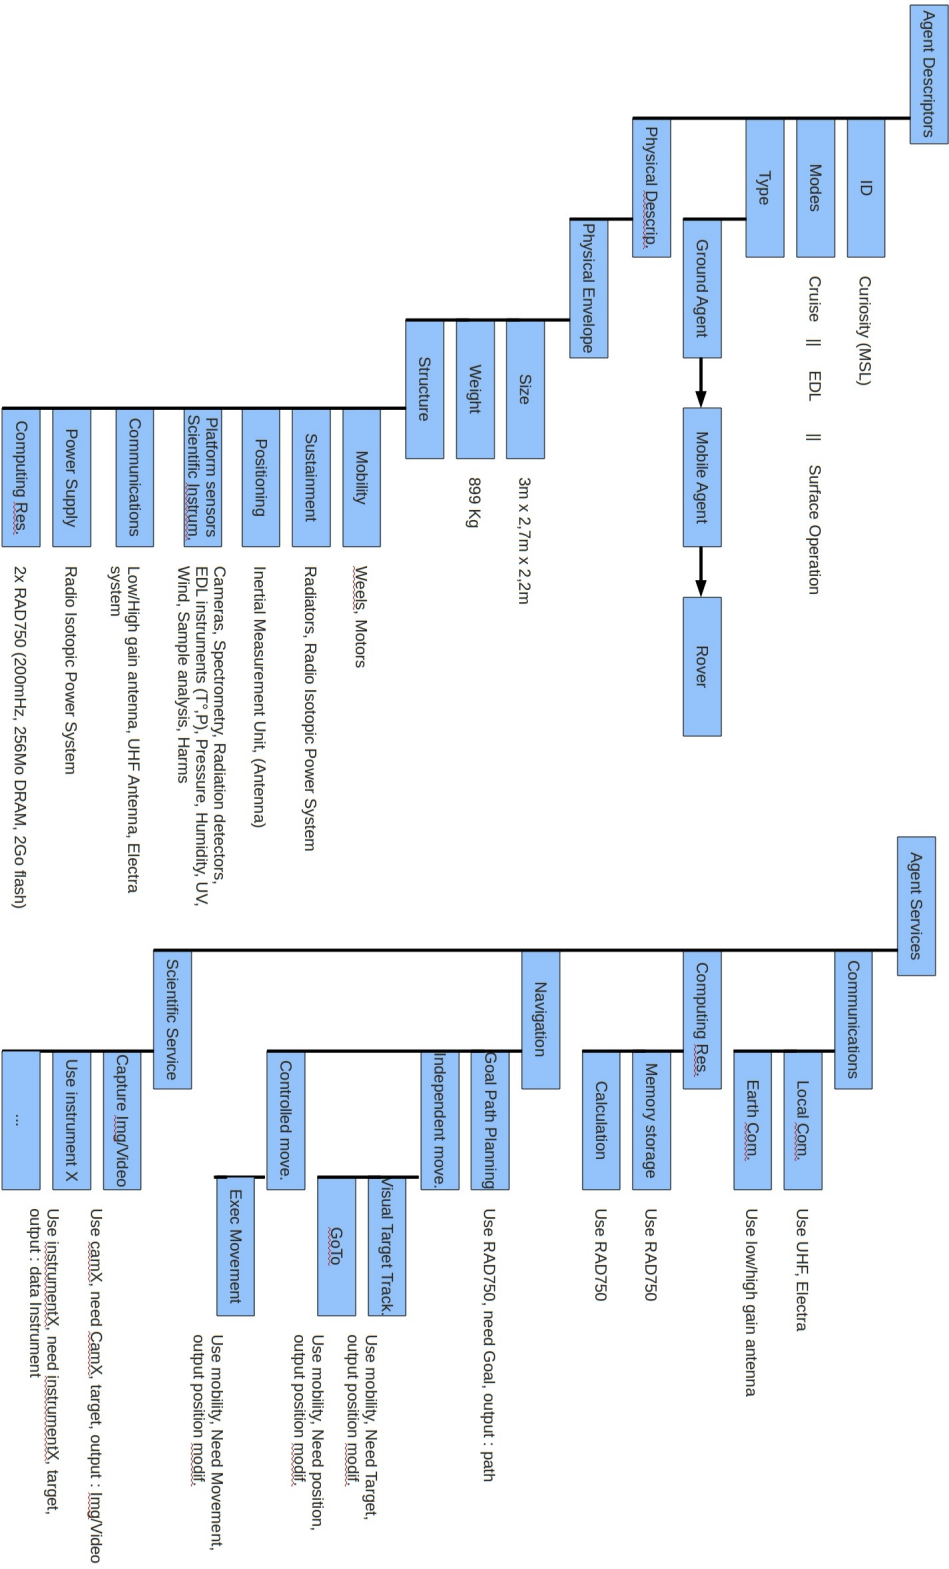 Agent Descriptors
ID
Curiosity (MSL)
Modes
Cruise || EDL || Surface Operation
Type
Ground Agent
Mobile Agent
Rover
Physical Descrip.
Physical Envelope
Size
3m x 2,7m x 2,2m
Weight
899 Kg
Structure
Mobility
Weels, Motors
Sustainment
Radiators, Radio Isotopic Power System
Positioning
Inertial Measurement Unit, (Antenna)
Platform sensors
Scientific Instrum.
Cameras, Spectrometry, Radiation detectors,
EDL instruments (T°,P), Pressure, Humidity, UV,
Wind, Sample analysis, Harms
Communications
Low/High gain antenna, UHF Antenna, Electra
system
Power Supply
Radio Isotopic Power System
Computing Res.
2x RAD750 (200mHz, 256Mo DRAM, 2Go flash)
Agent Services
Communications
Local Com.
Use UHF, Electra
Earth Com.
Use low/high gain antenna
Computing Res.
Memory storage
Use RAD750
Calculation
Use RAD750
Navigation
Goal Path Planning
Use RAD750, need Goal, output : path
Independent move.
Visual Target Track.
Use mobility, Need Target,
output position modif.
GoTo
Use mobility, Need position,
output position modif.
Controlled move.
Exec Movement
Use mobility, Need Movement,
output position modif.
Scientific Service
Capture Img/Video
Use camX, need CamX, target, output : Img/Video
Use instrument X
Use instrumentX, need instrumentX, target,
output : data Instrument
...